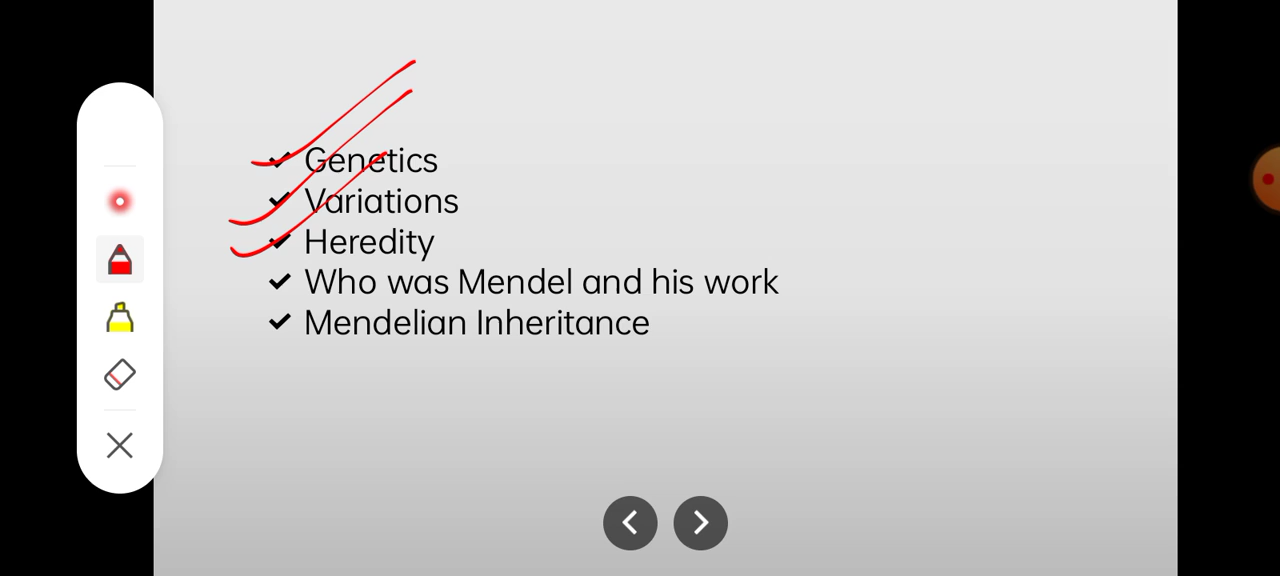 Genetics
Variations
Heredity
Who was Mendel and his work
Mendelian Inheritance